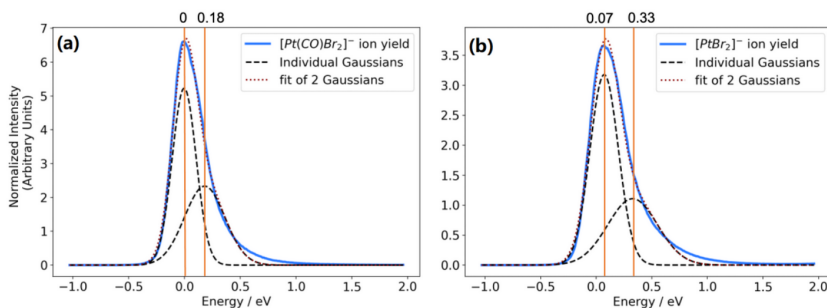 0 0.18
(a)
[Pt(CO)Br₂]⁻ ion yield
Individual Gaussians
fit of 2 Gaussians
Normalized Intensity
(Arbitrary Units)
7
6
5
4
3
2
1
0
−1.0 −0.5 0.0 0.5 1.0 1.5 2.0
Energy / eV
0.07 0.33
(b)
[PtBr₂]⁻ ion yield
Individual Gaussians
fit of 2 Gaussians
3.5
3.0
2.5
2.0
1.5
1.0
0.5
0.0
−1.0 −0.5 0.0 0.5 1.0 1.5 2.0
Energy / eV